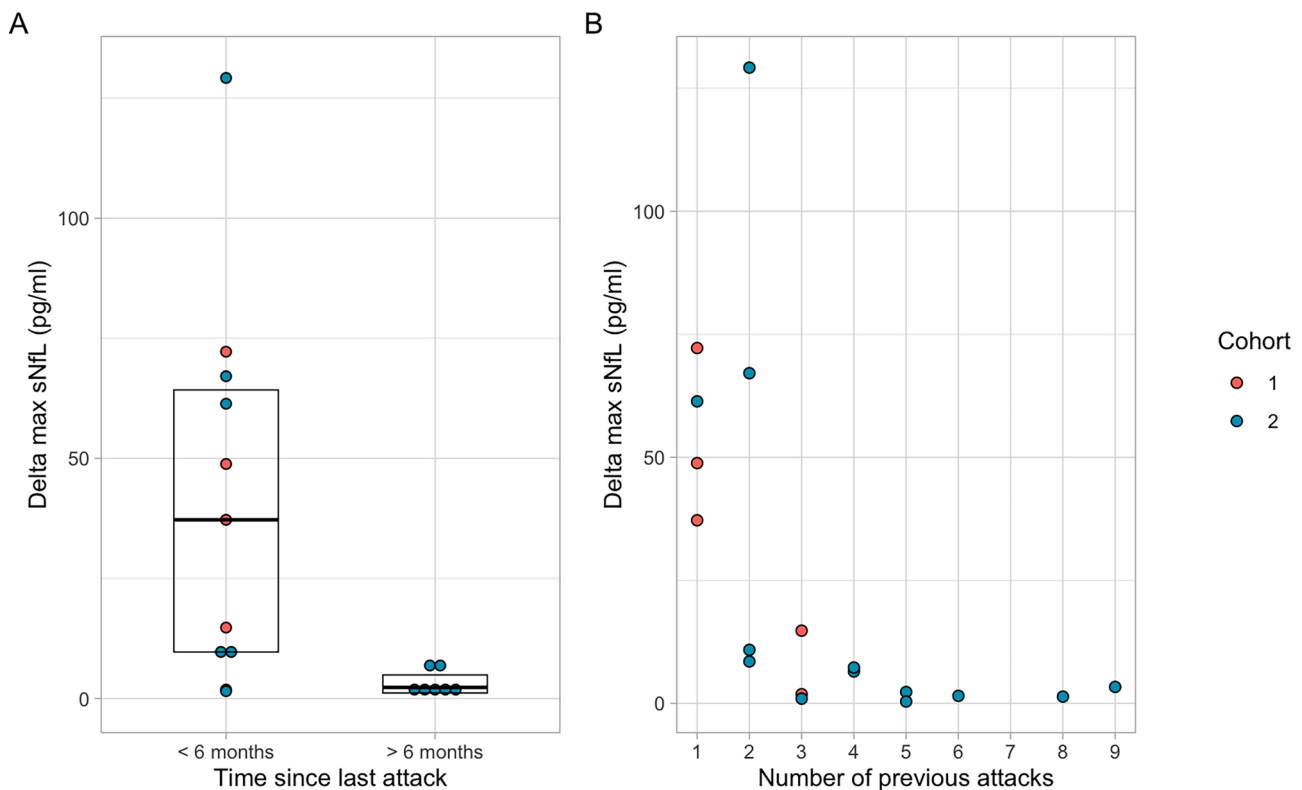 A
B
Delta max sNfL (pg/ml)
100
50
0
< 6 months
> 6 months
Time since last attack
Delta max sNfL (pg/ml)
100
50
0
1 2 3 4 5 6 7 8 9
Number of previous attacks
Cohort
1
2